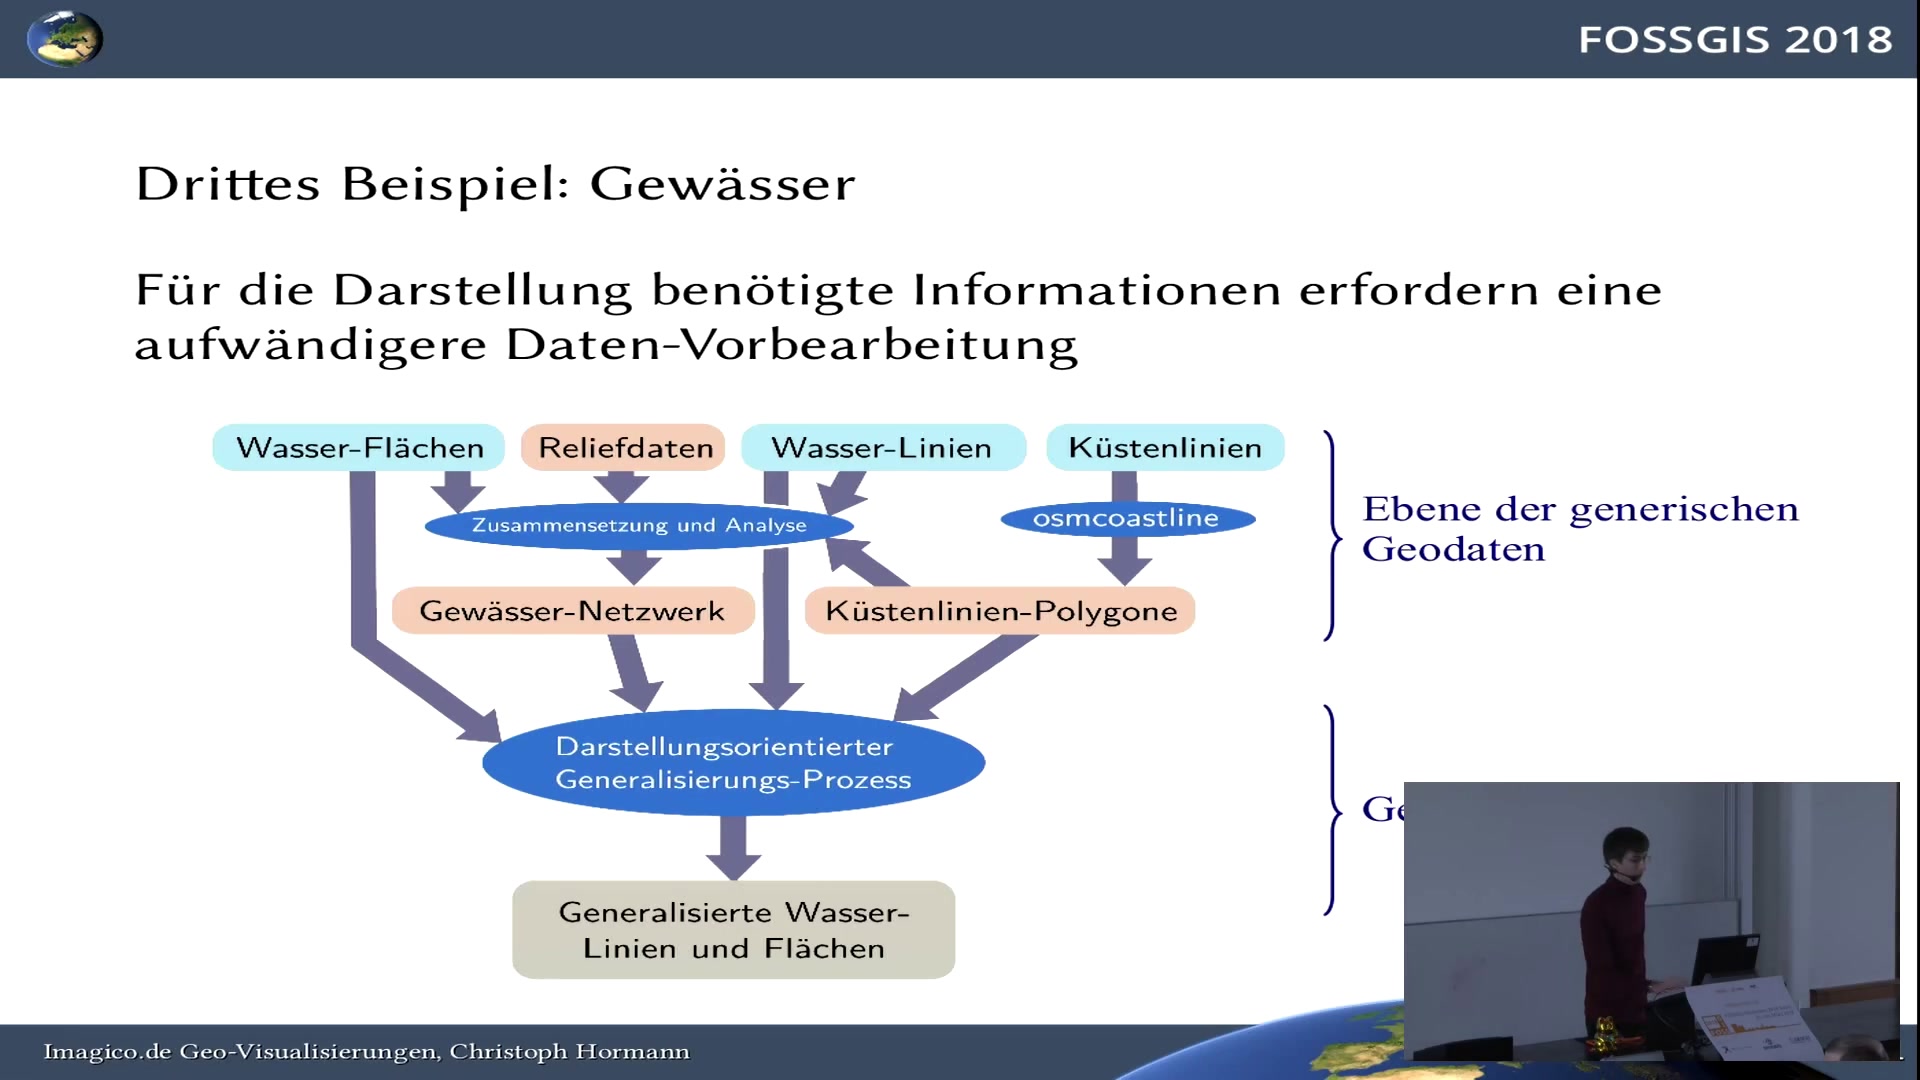 FOSSGIS 2018
Drittes Beispiel: Gewässer
Für die Darstellung benötigte Informationen erfordern eine
aufwändigere Daten-Vorbearbeitung
Wasser-Flächen
Reliefdaten
Wasser-Linien
Küstenlinien
Zusammensetzung und Analyse
osmcoastline
Ebene der generischen
Geodaten
Gewässer-Netzwerk
Küstenlinien-Polygone
Darstellungsorientierter
Generalisierungs-Prozess
Generalisierte Wasser-
Linien und Flächen
Imagico.de Geo-Visualisierungen, Christoph Hormann